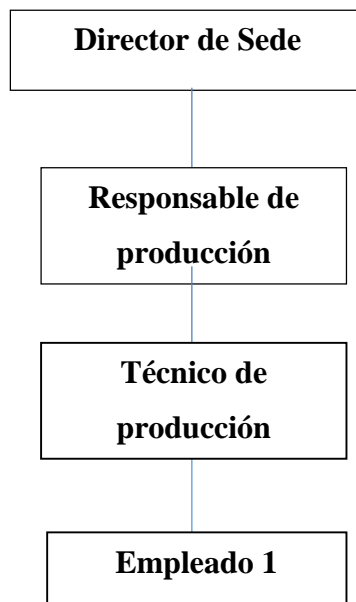 Director de Sede
Responsable de
producción
Técnico de
producción
Empleado 1